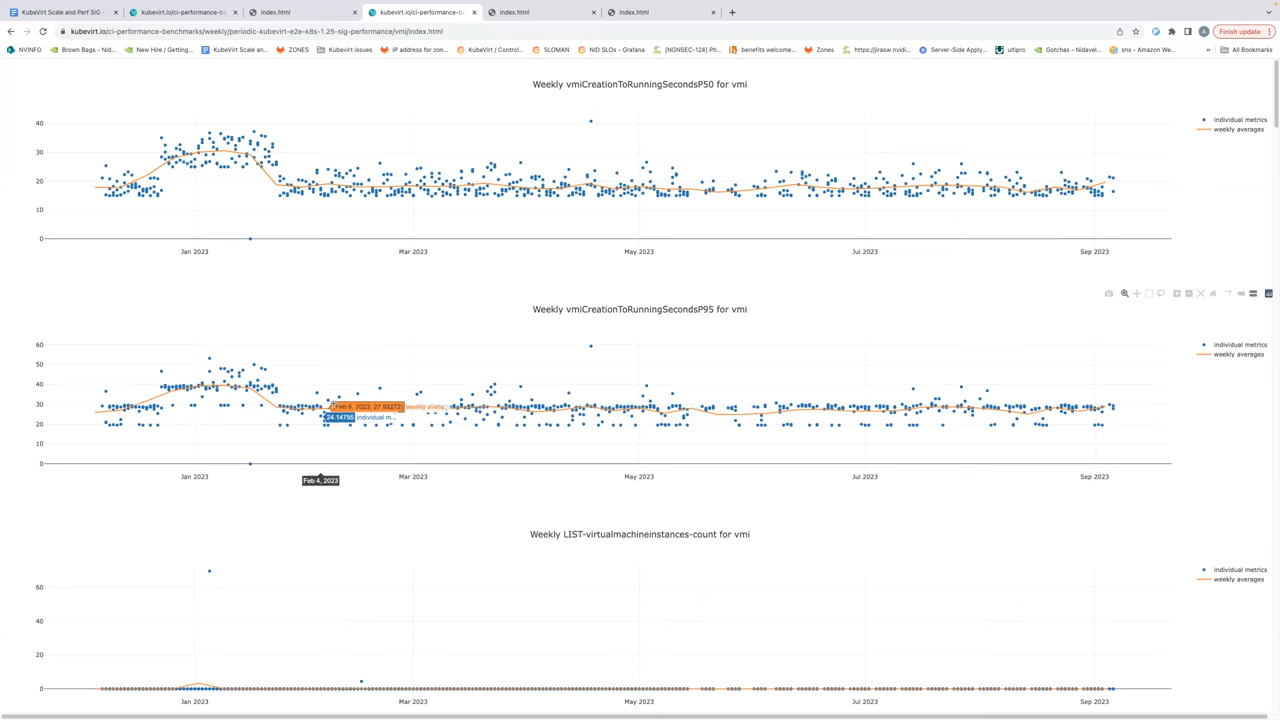 KubeVirt Scale and Perf SIG -
kubevirt.io/ci-performance-be
index.html
kubevirt.io/ci-performance-be
index.html
index.html
kubevirt.io/ci-performance-benchmarks/weekly/periodic-kubevirt-e2e-k8s-1.25-sig-performance/vmi/index.html
Finish update
NVINFO
Brown Bags - Nid...
New Hire / Getting...
KubeVirt Scale an...
ZONES
Kubevirt issues
IP address for zon...
KubeVirt / Control...
SLOMAN
NID SLOs - Grafana
[NGNSEC-124] Ph...
benefits welcome...
Zones
https://jirasw.nvidi...
Server-Side Apply...
ultipro
Gotchas - Nidavel...
sns - Amazon We...
»
All Bookmarks
Weekly vmiCreationToRunningSecondsP50 for vmi
individual metrics
weekly averages
40
30
20
10
0
Jan 2023
Mar 2023
May 2023
Jul 2023
Sep 2023
Weekly vmiCreationToRunningSecondsP95 for vmi
individual metrics
weekly averages
60
50
40
30
20
10
0
(Feb 6, 2023, 27.93272)
24.14755
individual m...
Feb 4, 2023
Jan 2023
Mar 2023
May 2023
Jul 2023
Sep 2023
Weekly LIST-virtualmachineinstances-count for vmi
individual metrics
weekly averages
60
40
20
0
Jan 2023
Mar 2023
May 2023
Jul 2023
Sep 2023